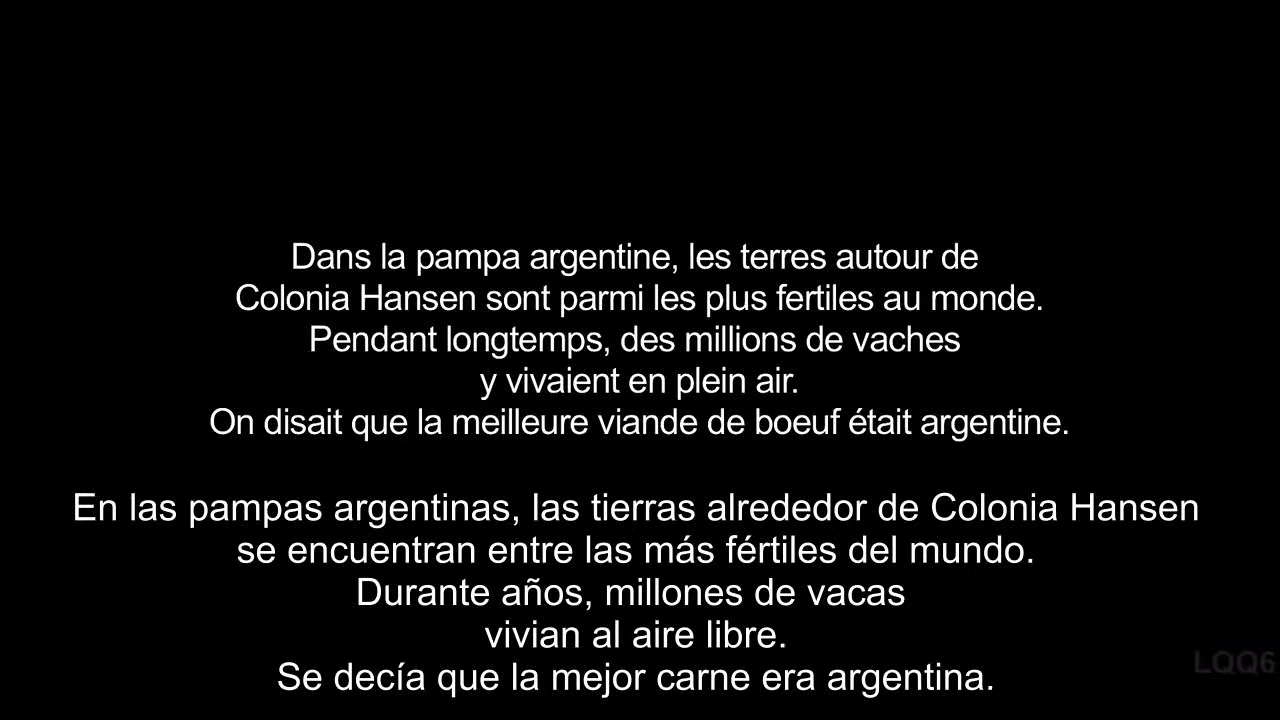 Dans la pampa argentine, les terres autour de
Colonia Hansen sont parmi les plus fertiles au monde.
Pendant longtemps, des millions de vaches
y vivaient en plein air.
On disait que la meilleure viande de boeuf était argentine.
En las pampas argentinas, las tierras alrededor de Colonia Hansen
se encuentran entre las más fértiles del mundo.
Durante años, millones de vacas
vivian al aire libre.
Se decía que la mejor carne era argentina.
LQQ6